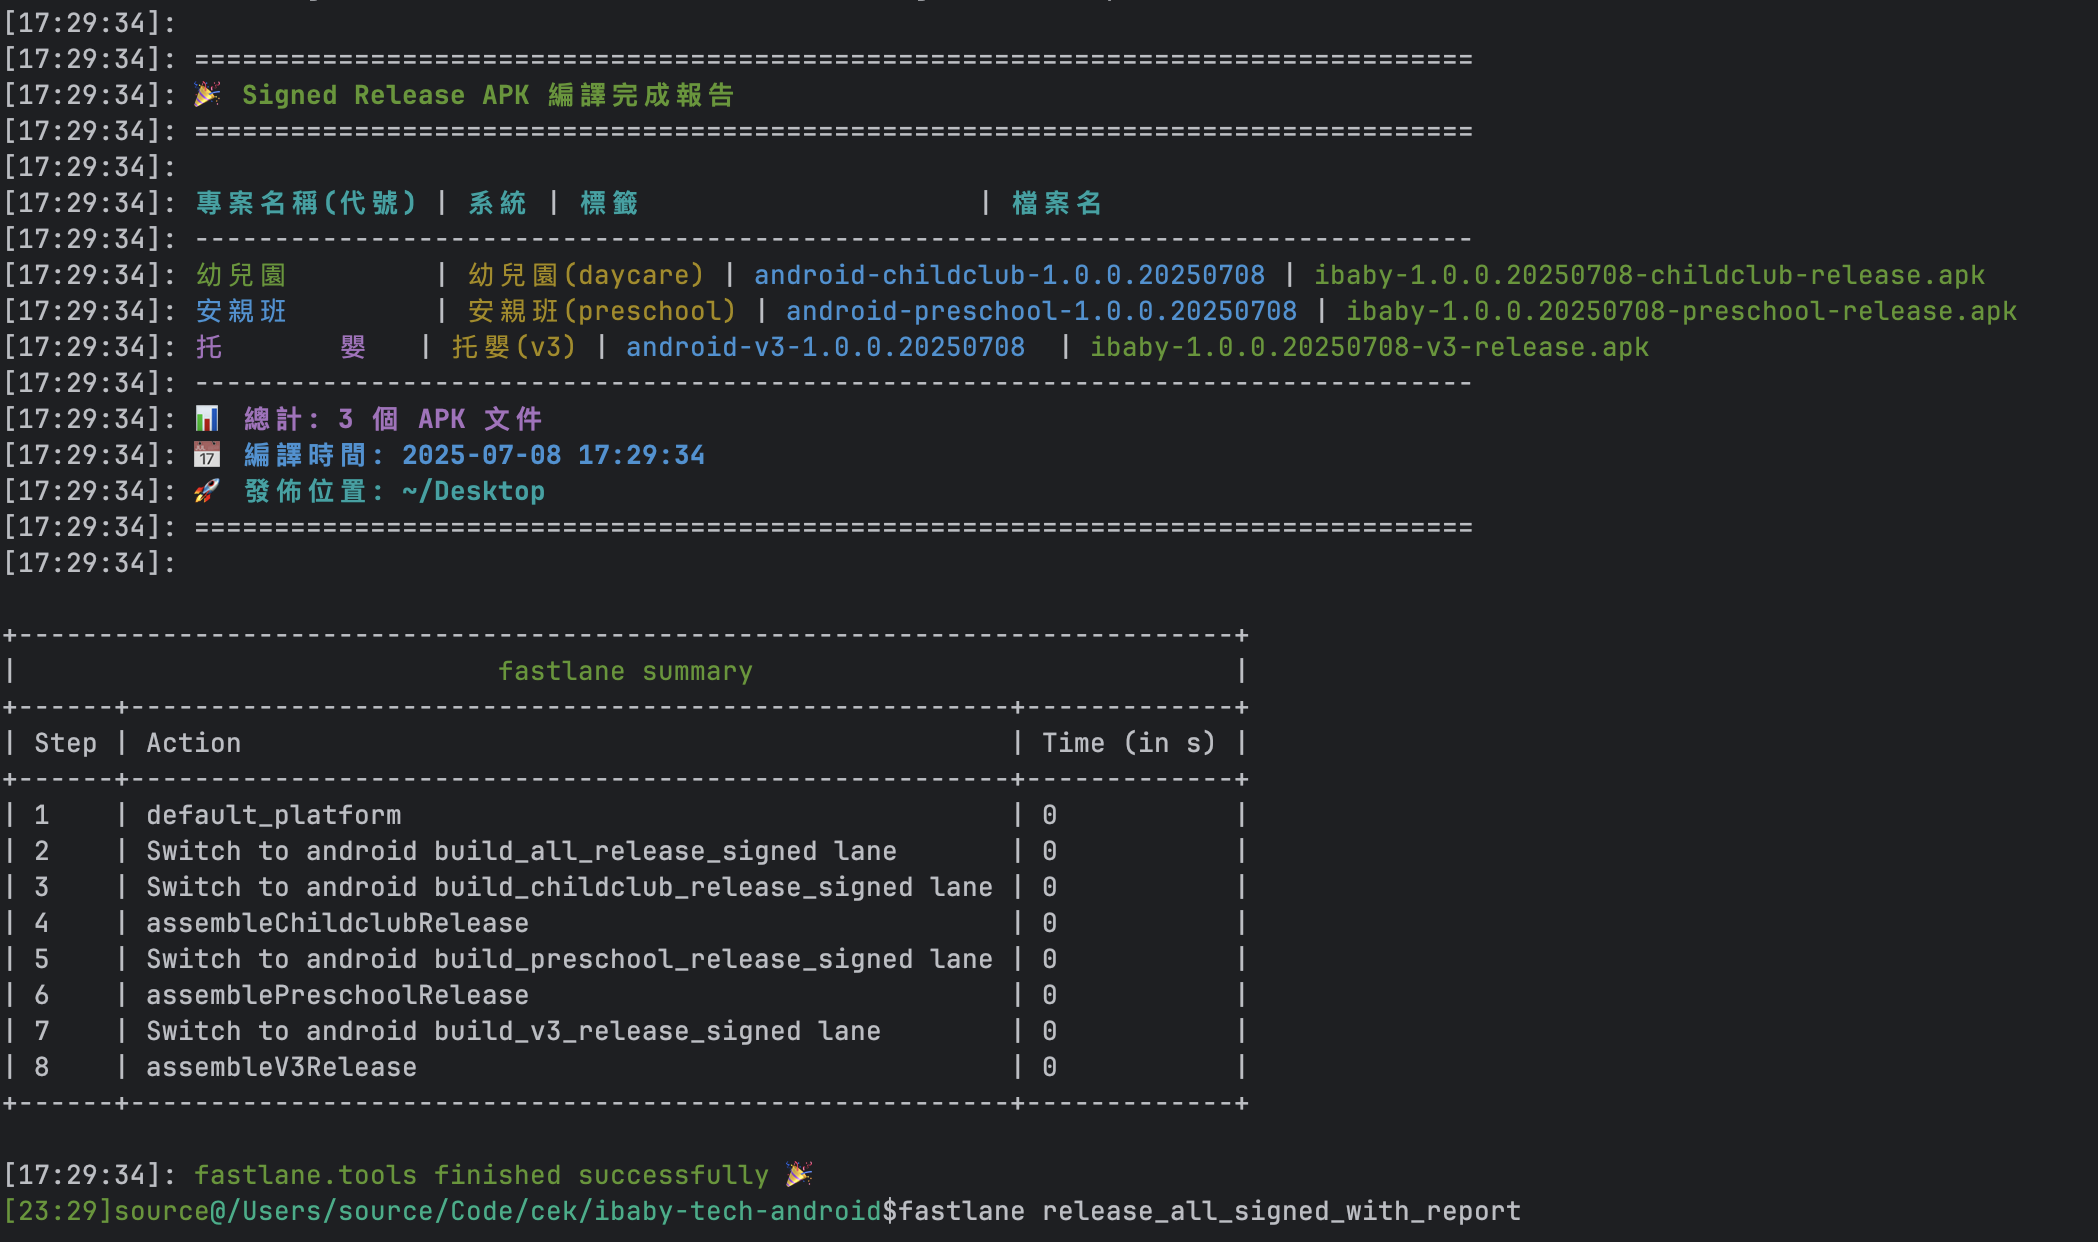 [17:29:34]:
[17:29:34]: ================================================================================
[17:29:34]: 🎉 Signed Release APK 編譯完成報告
[17:29:34]: ================================================================================
[17:29:34]:
[17:29:34]: 專案名稱(代號) | 系統 | 標籤                      | 檔案名
[17:29:34]: --------------------------------------------------------------------------------
[17:29:34]: 幼兒園          | 幼兒園(daycare) | android-childclub-1.0.0.20250708 | ibaby-1.0.0.20250708-childclub-release.apk
[17:29:34]: 安親班          | 安親班(preschool) | android-preschool-1.0.0.20250708 | ibaby-1.0.0.20250708-preschool-release.apk
[17:29:34]: 托        嬰    | 托嬰(v3) | android-v3-1.0.0.20250708  | ibaby-1.0.0.20250708-v3-release.apk
[17:29:34]: --------------------------------------------------------------------------------
[17:29:34]: 📊 總計: 3 個 APK 文件
[17:29:34]: 📅 編譯時間: 2025-07-08 17:29:34
[17:29:34]: 🚀 發佈位置: ~/Desktop
[17:29:34]: ================================================================================
[17:29:34]:
+----------------------------------------------------------------------------+
|                              fastlane summary                              |
+------+-------------------------------------------------------+-------------+
| Step | Action                                                | Time (in s) |
+------+-------------------------------------------------------+-------------+
| 1    | default_platform                                      | 0           |
| 2    | Switch to android build_all_release_signed lane       | 0           |
| 3    | Switch to android build_childclub_release_signed lane | 0           |
| 4    | assembleChildclubRelease                              | 0           |
| 5    | Switch to android build_preschool_release_signed lane | 0           |
| 6    | assemblePreschoolRelease                              | 0           |
| 7    | Switch to android build_v3_release_signed lane        | 0           |
| 8    | assembleV3Release                                     | 0           |
+------+-------------------------------------------------------+-------------+
[17:29:34]: fastlane.tools finished successfully 🎉
[23:29]source@/Users/source/Code/cek/ibaby-tech-android$fastlane release_all_signed_with_report